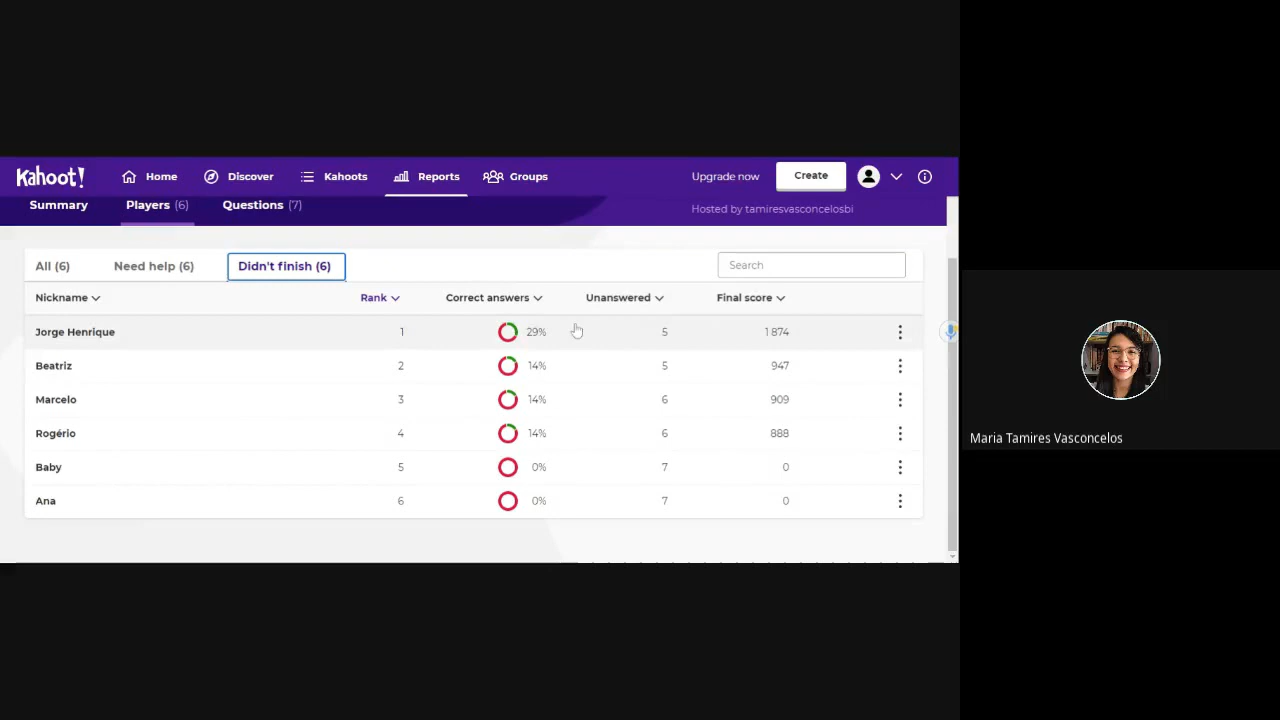 Kahoot! Home Discover Kahoots Reports Groups Upgrade now Create
Summary Players (6) Questions (7) Hosted by tamiresvasconcelosbi
All (6) Need help (6) Didn't finish (6) Search
Nickname Rank Correct answers Unanswered Final score
Jorge Henrique 1 29% 5 1 874
Beatriz 2 14% 5 947
Marcelo 3 14% 6 909
Rogério 4 14% 6 888
Baby 5 0% 7 0
Ana 6 0% 7 0
Maria Tamires Vasconcelos